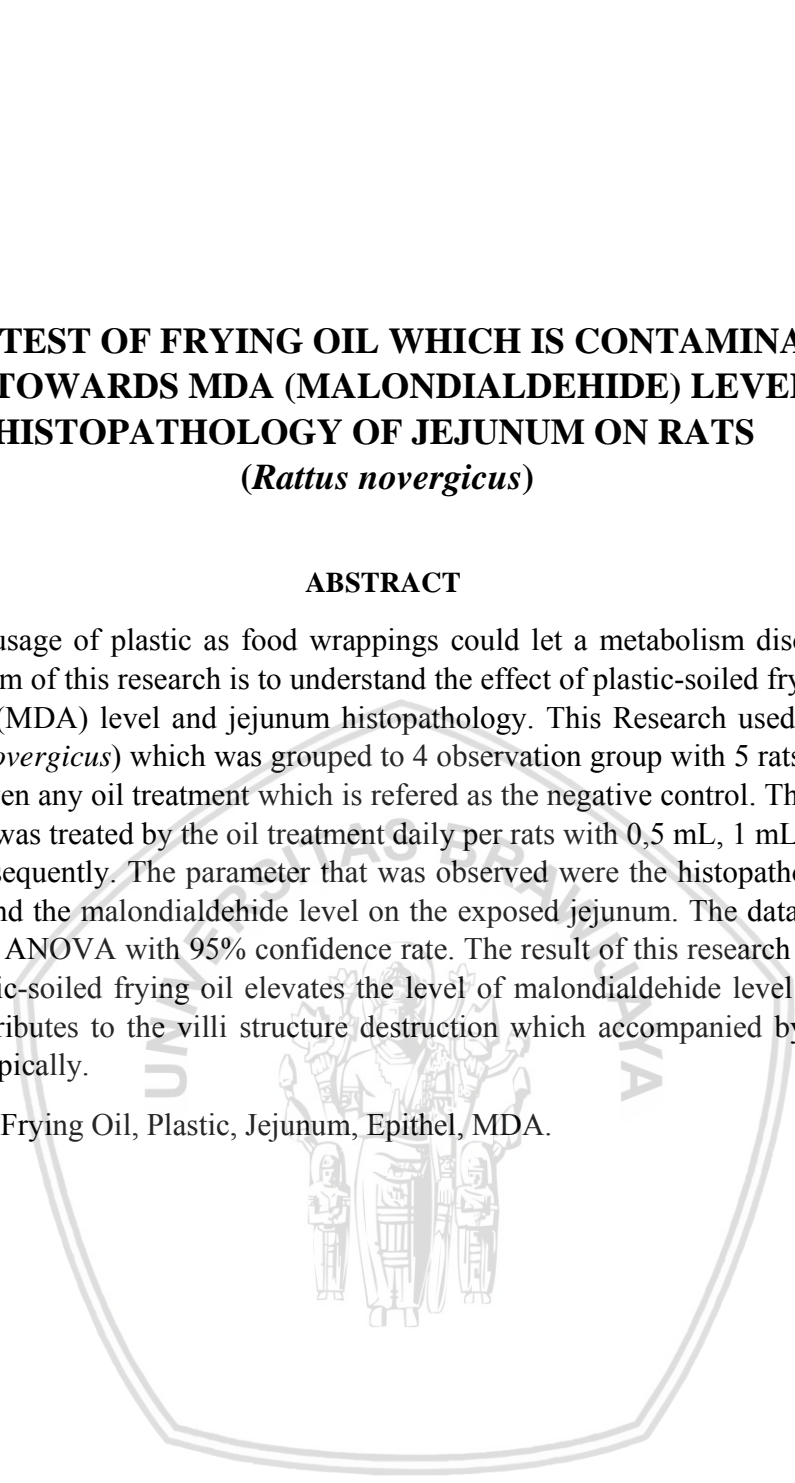 TEST OF FRYING OIL WHICH IS CONTAMINA
TOWARDS MDA (MALONDIALDEHIDE) LEVEL
HISTOPATHOLOGY OF JEJUNUM ON RATS
(Rattus novergicus)
ABSTRACT
usage of plastic as food wrappings could let a metabolism diso
m of this research is to understand the effect of plastic-soiled fry
(MDA) level and jejunum histopathology. This Research used
overgicus) which was grouped to 4 observation group with 5 rats
en any oil treatment which is refered as the negative control. Th
was treated by the oil treatment daily per rats with 0,5 mL, 1 mL
sequently. The parameter that was observed were the histopatho
nd the malondialdehide level on the exposed jejunum. The data
ANOVA with 95% confidence rate. The result of this research
ic-soiled frying oil elevates the level of malondialdehide level
ributes to the villi structure destruction which accompanied by
pically.
Frying Oil, Plastic, Jejunum, Epithel, MDA.
UNIVERSITAS BRAWIJAYA